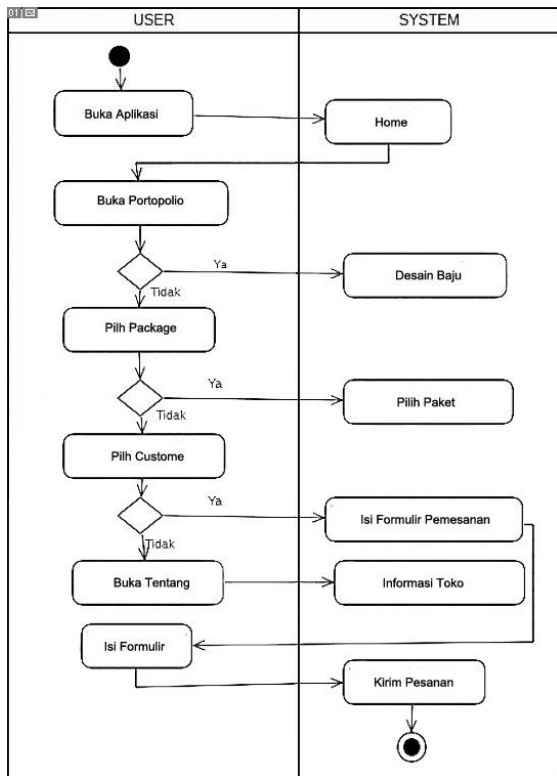 USER
SYSTEM
Buka Aplikasi
Home
Buka Portopolio
Ya
Desain Baju
Tidak
Pilh Package
Ya
Pilih Paket
Tidak
Pilh Custome
Ya
Isi Formulir Pemesanan
Tidak
Buka Tentang
Informasi Toko
Isi Formulir
Kirim Pesanan